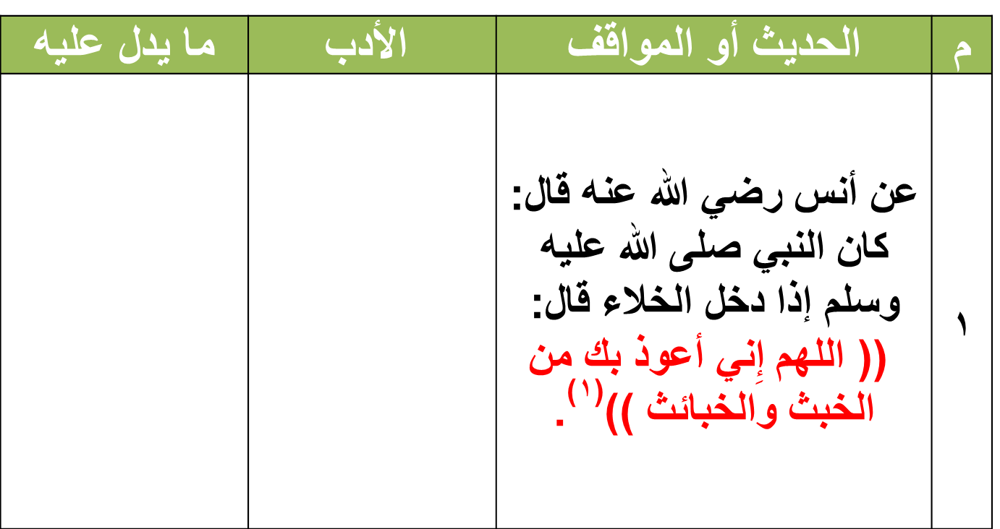 م الحديث أو المواقف الأدب ما يدل عليه
عن أنس رضي الله عنه قال:
كان النبي صلى الله عليه
وسلم إذا دخل الخلاء قال:
١
(( اللهم إِني أعوذ بك من
الخبث والخبائث ))(١).